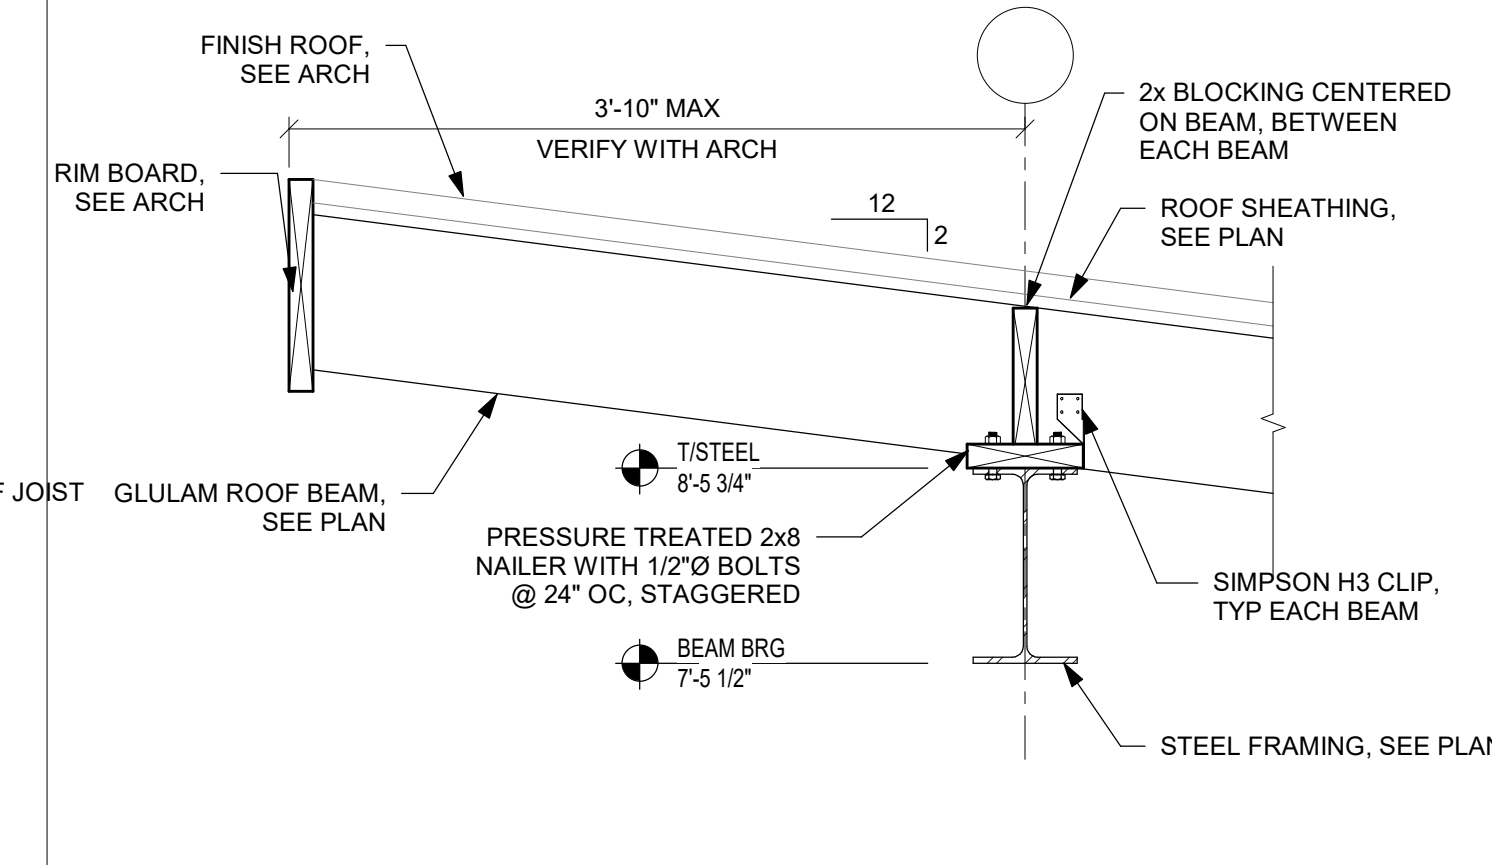 FINISH ROOF,
SEE ARCH
3'-10" MAX
VERIFY WITH ARCH
2x BLOCKING CENTERED
ON BEAM, BETWEEN
EACH BEAM
RIM BOARD,
SEE ARCH
12
2
ROOF SHEATHING,
SEE PLAN
T/STEEL
8'-5 3/4"
JOIST
GLULAM ROOF BEAM,
SEE PLAN
PRESSURE TREATED 2x8
NAILER WITH 1/2"Ø BOLTS
@ 24" OC, STAGGERED
SIMPSON H3 CLIP,
TYP EACH BEAM
BEAM BRG
7'-5 1/2"
STEEL FRAMING, SEE PLAN